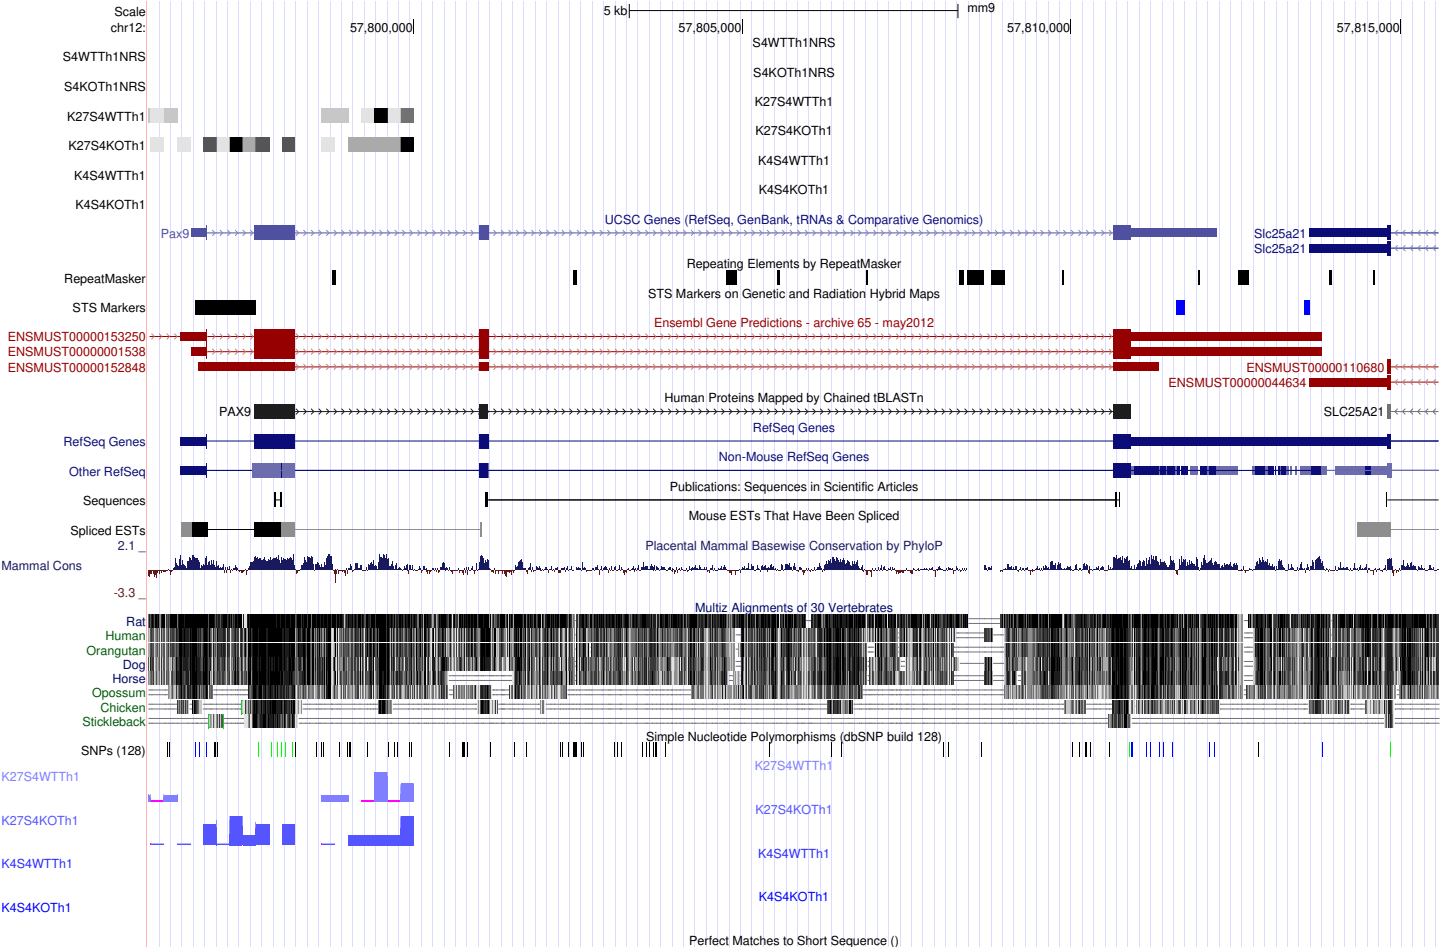 Scale 5 kb mm9
chr12: 57,800,000 57,805,000 57,810,000 57,815,000
S4WTTh1NRS
S4WTTh1NRS
S4KOTh1NRS
S4KOTh1NRS
K27S4WTTh1
K27S4WTTh1
K27S4KOTh1
K27S4KOTh1
K4S4WTTh1
K4S4WTTh1
K4S4KOTh1
K4S4KOTh1
UCSC Genes (RefSeq, GenBank, tRNAs & Comparative Genomics)
Pax9 Slc25a21
Slc25a21
Repeating Elements by RepeatMasker
RepeatMasker
STS Markers on Genetic and Radiation Hybrid Maps
STS Markers
Ensembl Gene Predictions - archive 65 - may2012
ENSMUST00000153250
ENSMUST00000001538
ENSMUST00000152848 ENSMUST00000110680
ENSMUST00000044634
Human Proteins Mapped by Chained tBLASTn
PAX9 SLC25A21
RefSeq Genes
RefSeq Genes
Non-Mouse RefSeq Genes
Other RefSeq
Publications: Sequences in Scientific Articles
Sequences
Mouse ESTs That Have Been Spliced
Spliced ESTs
2.1 _
Placental Mammal Basewise Conservation by PhyloP
Mammal Cons
-3.3 _
Multiz Alignments of 30 Vertebrates
Rat
Human
Orangutan
Dog
Horse
Opossum
Chicken
Stickleback
Simple Nucleotide Polymorphisms (dbSNP build 128)
SNPs (128)
K27S4WTTh1
K27S4WTTh1
K27S4KOTh1
K27S4KOTh1
K4S4WTTh1
K4S4WTTh1
K4S4KOTh1
K4S4KOTh1
Perfect Matches to Short Sequence ()